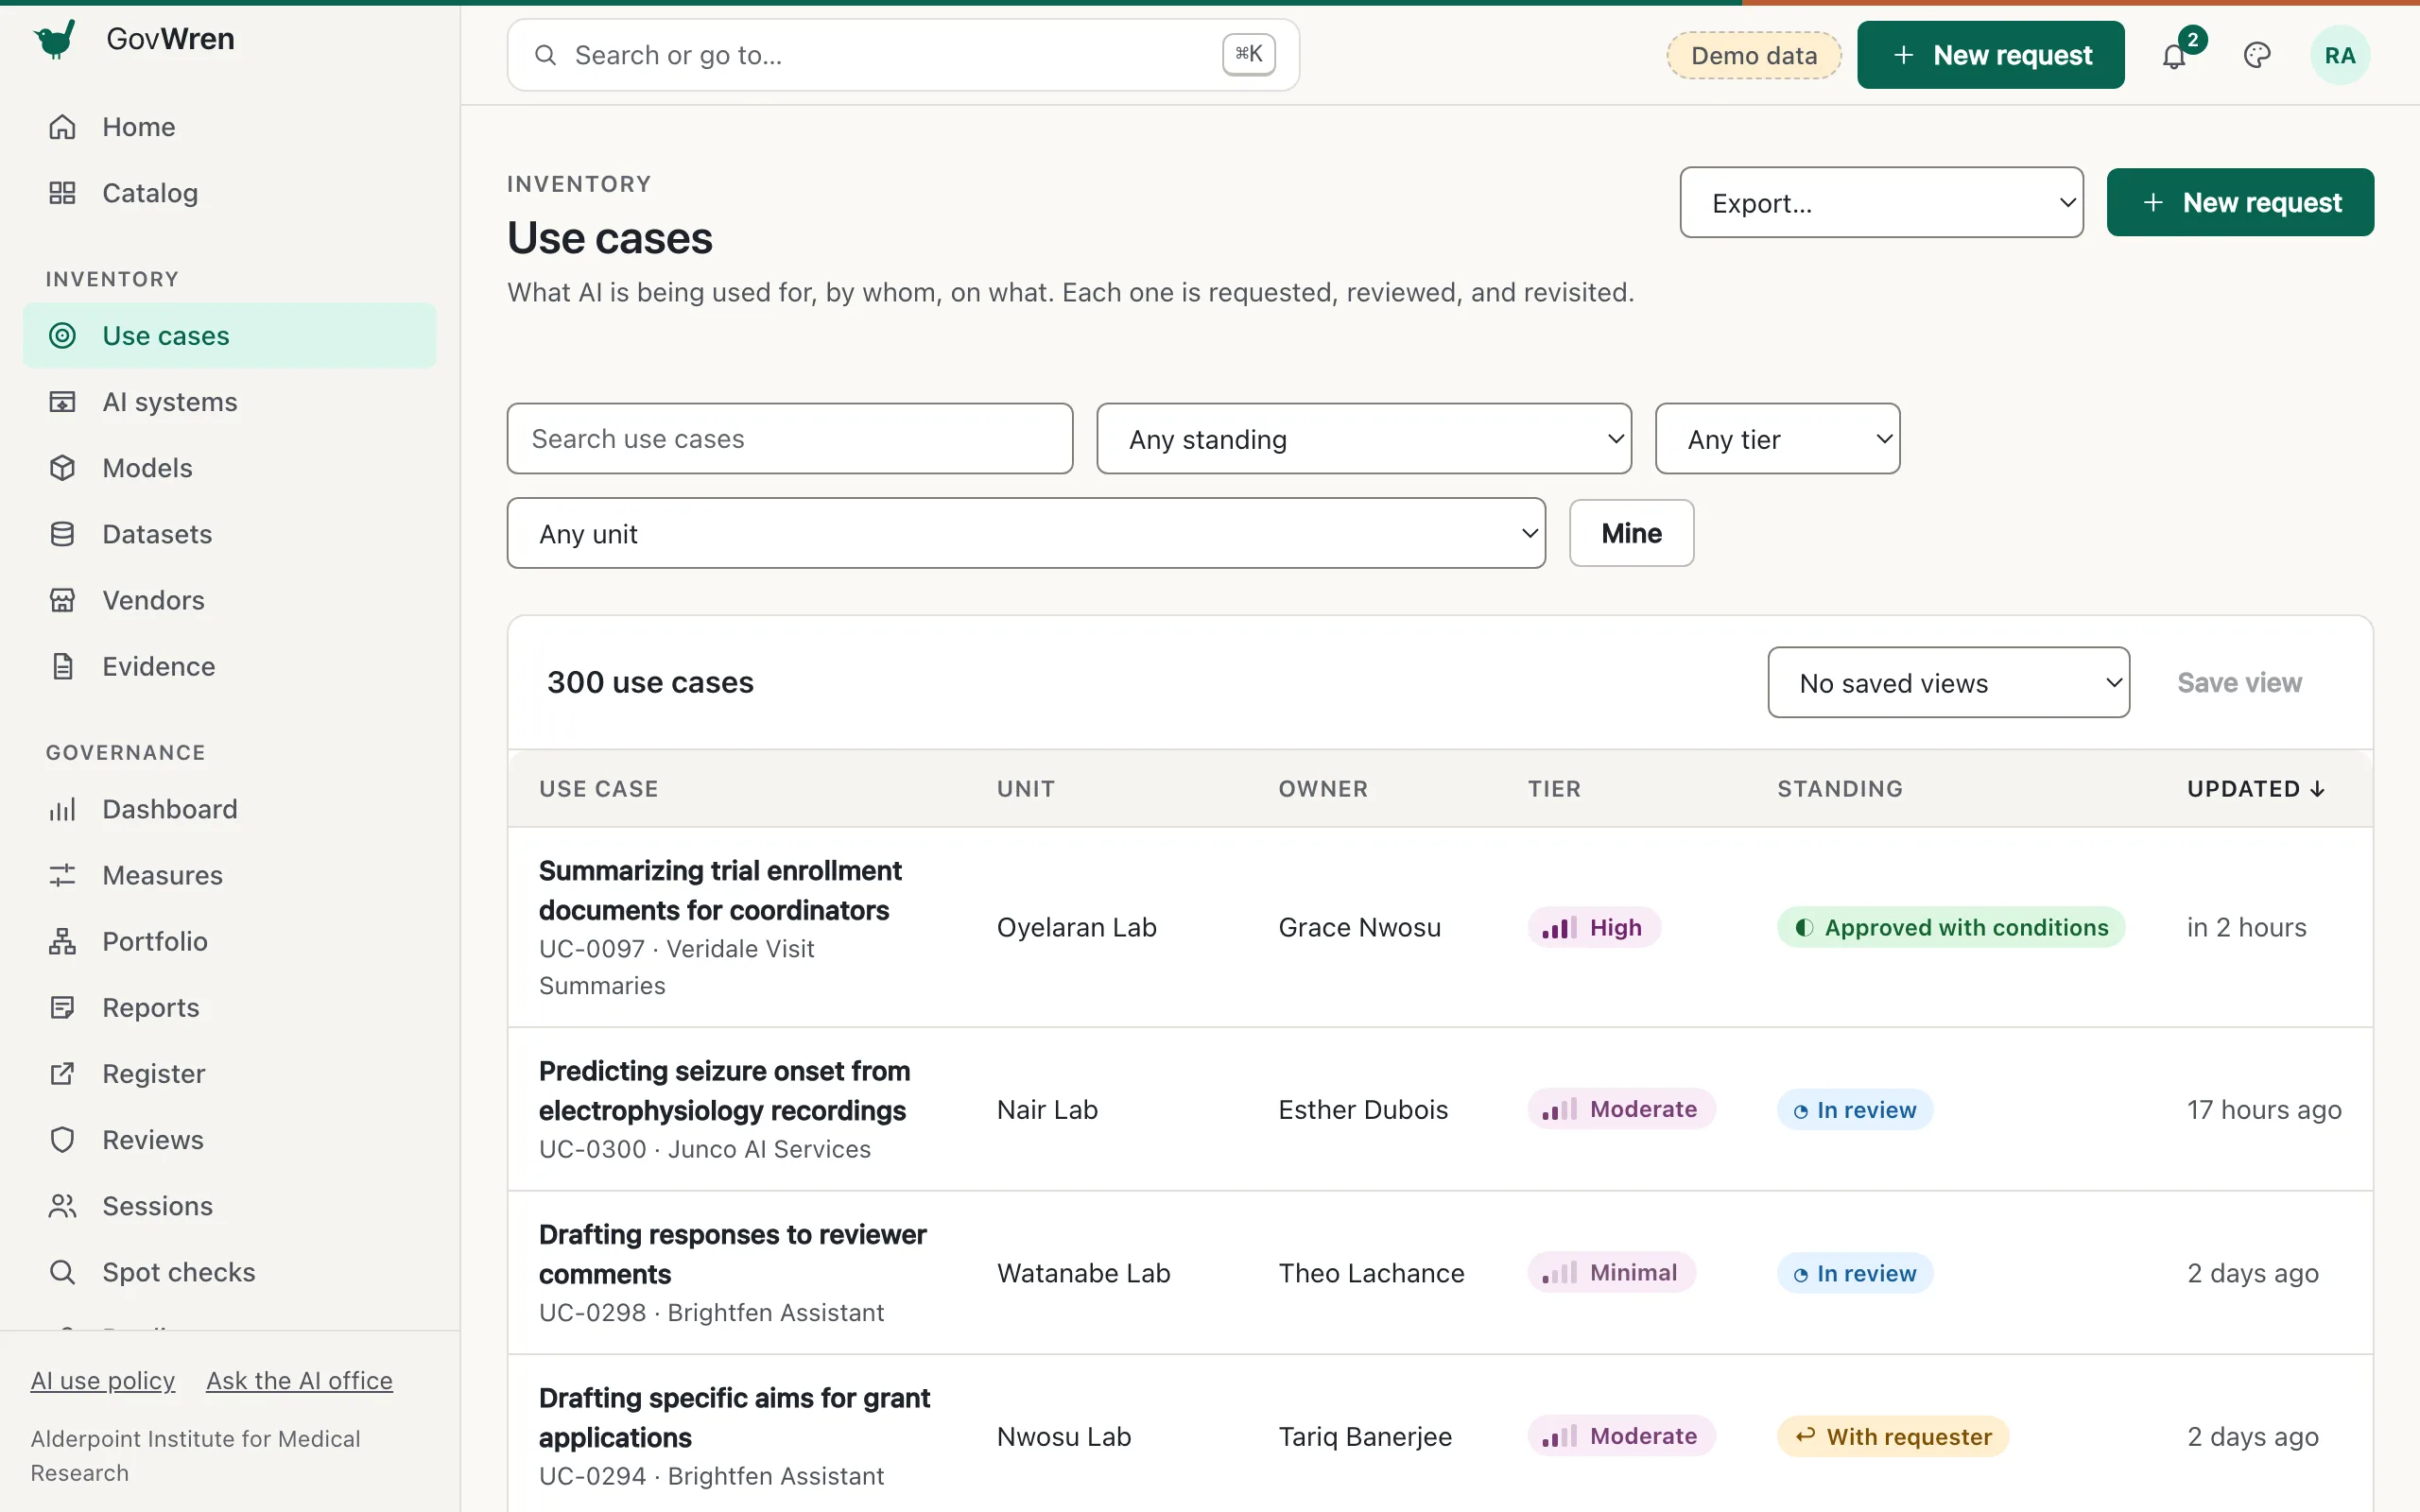 GovWren
Search or go to...
⌘K
Demo data
+ New request
2
RA
Home
Catalog
INVENTORY
Use cases
AI systems
Models
Datasets
Vendors
Evidence
GOVERNANCE
Dashboard
Measures
Portfolio
Reports
Register
Reviews
Sessions
Spot checks
AI use policy
Ask the AI office
Alderpoint Institute for Medical
Research
INVENTORY
Use cases
What AI is being used for, by whom, on what. Each one is requested, reviewed, and revisited.
Export...
+ New request
Search use cases
Any standing
Any tier
Any unit
Mine
300 use cases
No saved views
Save view
USE CASE UNIT OWNER TIER STANDING UPDATED ↓
Summarizing trial enrollment
documents for coordinators
UC-0097 · Veridale Visit
Summaries
Oyelaran Lab
Grace Nwosu
High
Approved with conditions
in 2 hours
Predicting seizure onset from
electrophysiology recordings
UC-0300 · Junco AI Services
Nair Lab
Esther Dubois
Moderate
In review
17 hours ago
Drafting responses to reviewer
comments
UC-0298 · Brightfen Assistant
Watanabe Lab
Theo Lachance
Minimal
In review
2 days ago
Drafting specific aims for grant
applications
UC-0294 · Brightfen Assistant
Nwosu Lab
Tariq Banerjee
Moderate
With requester
2 days ago